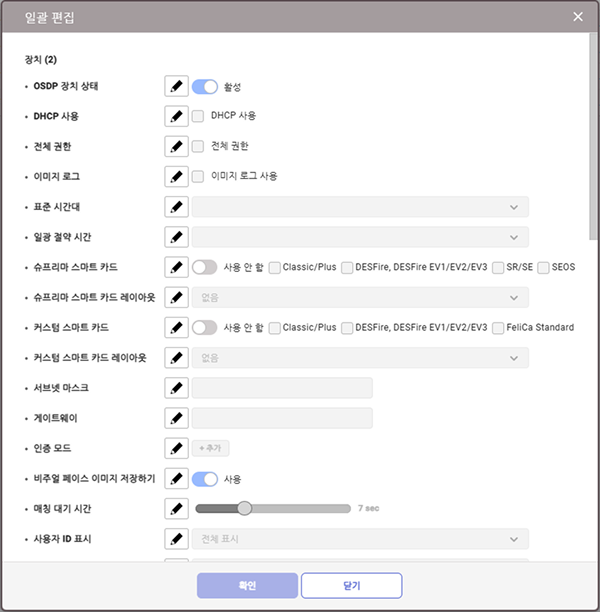 일괄 편집
장치 (2)
• OSDP 장치 상태 활성
• DHCP 사용 DHCP 사용
• 전체 권한 전체 권한
• 이미지 로그 이미지 로그 사용
• 표준 시간대
• 일광 절약 시간
• 슈프리마 스마트 카드 사용 안 함 Classic/Plus DESFire, DESFire EV1/EV2/EV3 SR/SE SEOS
• 슈프리마 스마트 카드 레이아웃 없음
• 커스텀 스마트 카드 사용 안 함 Classic/Plus DESFire, DESFire EV1/EV2/EV3 FeliCa Standard
• 커스텀 스마트 카드 레이아웃 없음
• 서브넷 마스크
• 게이트웨이
• 인증 모드 + 추가
• 비주얼 페이스 이미지 저장하기 사용
• 매칭 대기 시간 7 sec
• 사용자 ID 표시 전체 표시
확인 닫기